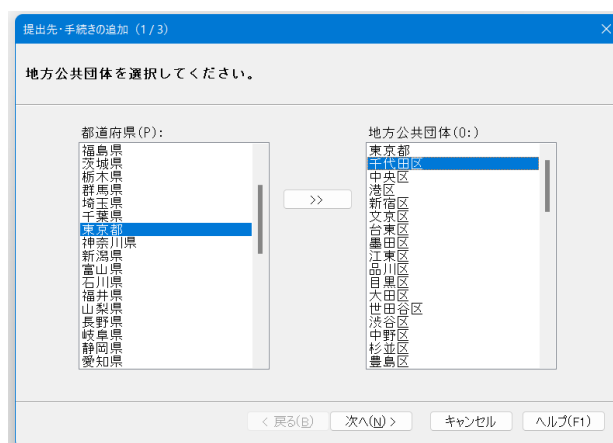 提出先・手続きの追加（1/3）
地方公共団体を選択してください。
都道府県(P):
福島県
茨城県
栃木県
群馬県
埼玉県
千葉県
東京都
神奈川県
新潟県
富山県
石川県
福井県
山梨県
長野県
岐阜県
静岡県
愛知県
>>
地方公共団体(O:)
東京都
千代田区
中央区
港区
新宿区
文京区
台東区
墨田区
江東区
品川区
目黒区
大田区
世田谷区
渋谷区
中野区
杉並区
豊島区
< 戻る(B) 次へ(N) > キャンセル ヘルプ(F1)